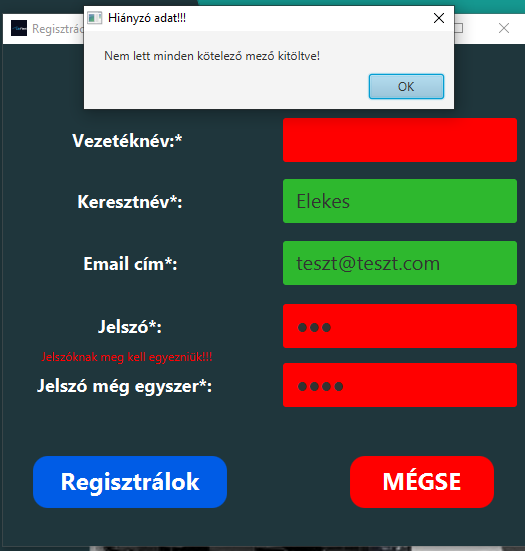 Hiányzó adat!!!
Nem lett minden kötelező mező kitöltve!
OK
Vezetéknév:*
Keresztnév*:
Elekes
Email cím*:
teszt@teszt.com
Jelszó*:
Jelszóknak meg kell egyezniük!!!
Jelszó még egyszer*:
Regisztrálok
MÉGSE